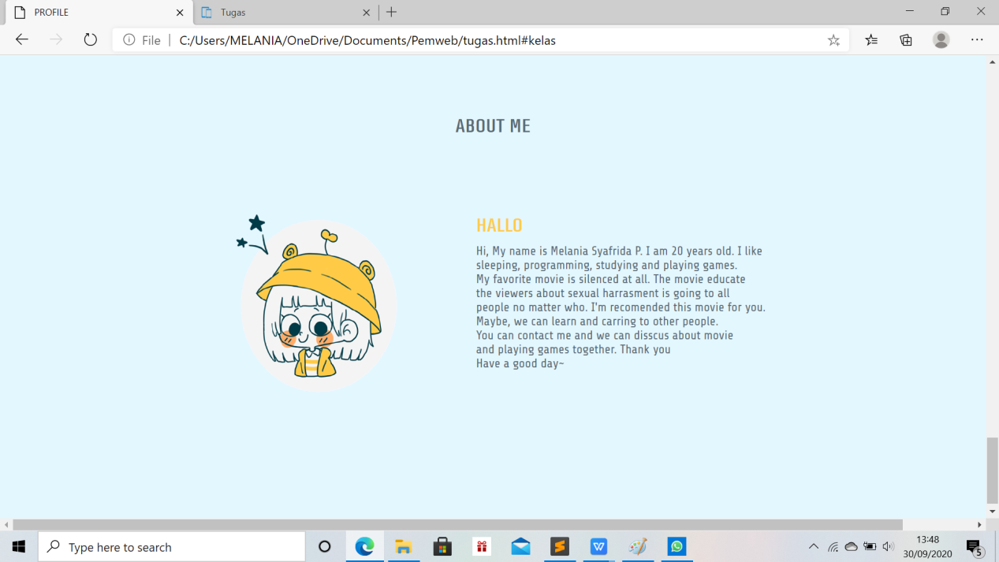 PROFILE
Tugas
File
C:/Users/MELANIA/OneDrive/Documents/Pemweb/tugas.html#kelas
ABOUT ME
HALLO
Hi, My name is Melania Syafrida P. I am 20 years old. I like
sleeping, programming, studying and playing games.
My favorite movie is silenced at all. The movie educate
the viewers about sexual harrasment is going to all
people no matter who. I'm recomended this movie for you.
Maybe, we can learn and carring to other people.
You can contact me and we can disscus about movie
and playing games together. Thank you
Have a good day~
Type here to search
W
13:48
30/09/2020
5